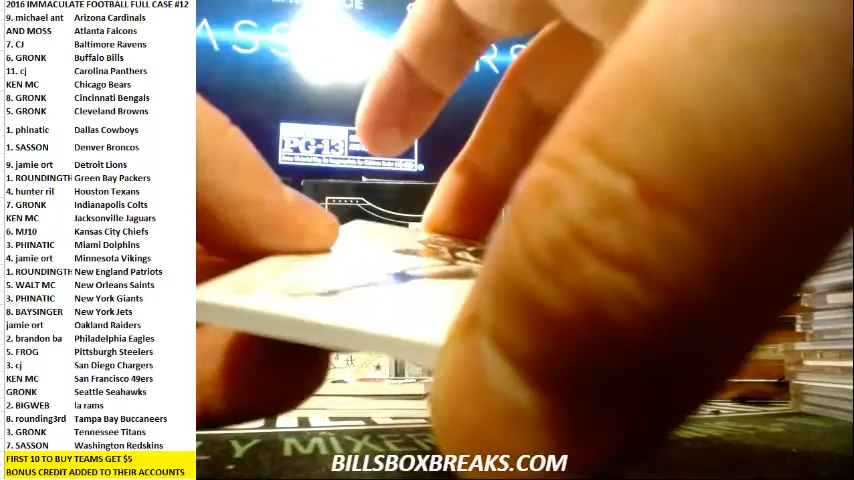 2016 IMMACULATE FOOTBALL FULL CASE #12
9. michael ant Arizona Cardinals
AND MOSS Atlanta Falcons
7. CJ Baltimore Ravens
6. GRONK Buffalo Bills
11. cj Carolina Panthers
KEN MC Chicago Bears
8. GRONK Cincinnati Bengals
5. GRONK Cleveland Browns
1. phinatic Dallas Cowboys
1. SASSON Denver Broncos
9. jamie ort Detroit Lions
1. ROUNDINGTH Green Bay Packers
4. hunter ril Houston Texans
7. GRONK Indianapolis Colts
KEN MC Jacksonville Jaguars
6. MJ10 Kansas City Chiefs
3. PHINATIC Miami Dolphins
4. jamie ort Minnesota Vikings
1. ROUNDINGTH New England Patriots
5. WALT MC New Orleans Saints
3. PHINATIC New York Giants
8. BAYSINGER New York Jets
jamie ort Oakland Raiders
2. brandon ba Philadelphia Eagles
5. FROG Pittsburgh Steelers
3. cj San Diego Chargers
KEN MC San Francisco 49ers
GRONK Seattle Seahawks
2. BIGWEB la rams
8. rounding3rd Tampa Bay Buccaneers
3. GRONK Tennessee Titans
7. SASSON Washington Redskins
FIRST 10 TO BUY TEAMS GET $5
BONUS CREDIT ADDED TO THEIR ACCOUNTS
PG-13
Y MIXE
BILLSBOXBREAKS.COM